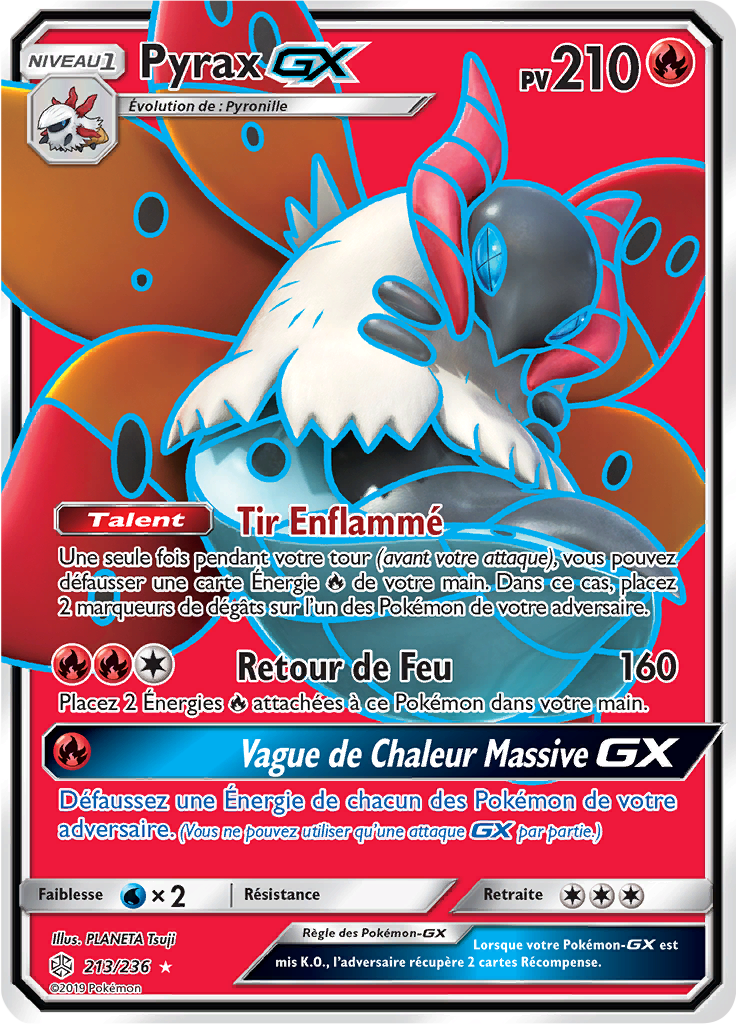 NIVEAU 1 Pyrax GX PV 210
Évolution de : Pyronille
Talent Tir Enflammé
Une seule fois pendant votre tour (avant votre attaque), vous pouvez
défausser une carte Énergie de votre main. Dans ce cas, placez
2 marqueurs de dégâts sur l'un des Pokémon de votre adversaire.
Retour de Feu 160
Placez 2 Énergies attachées à ce Pokémon dans votre main.
Vague de Chaleur Massive GX
Défaussez une Énergie de chacun des Pokémon de votre
adversaire. (Vous ne pouvez utiliser qu'une attaque GX par partie.)
Faiblesse ×2 Résistance Retraite
Illus. PLANETA Tsuji
213/236
©2019 Pokémon
Règle des Pokémon-GX
Lorsque votre Pokémon-GX est
mis K.O., l'adversaire récupère 2 cartes Récompense.